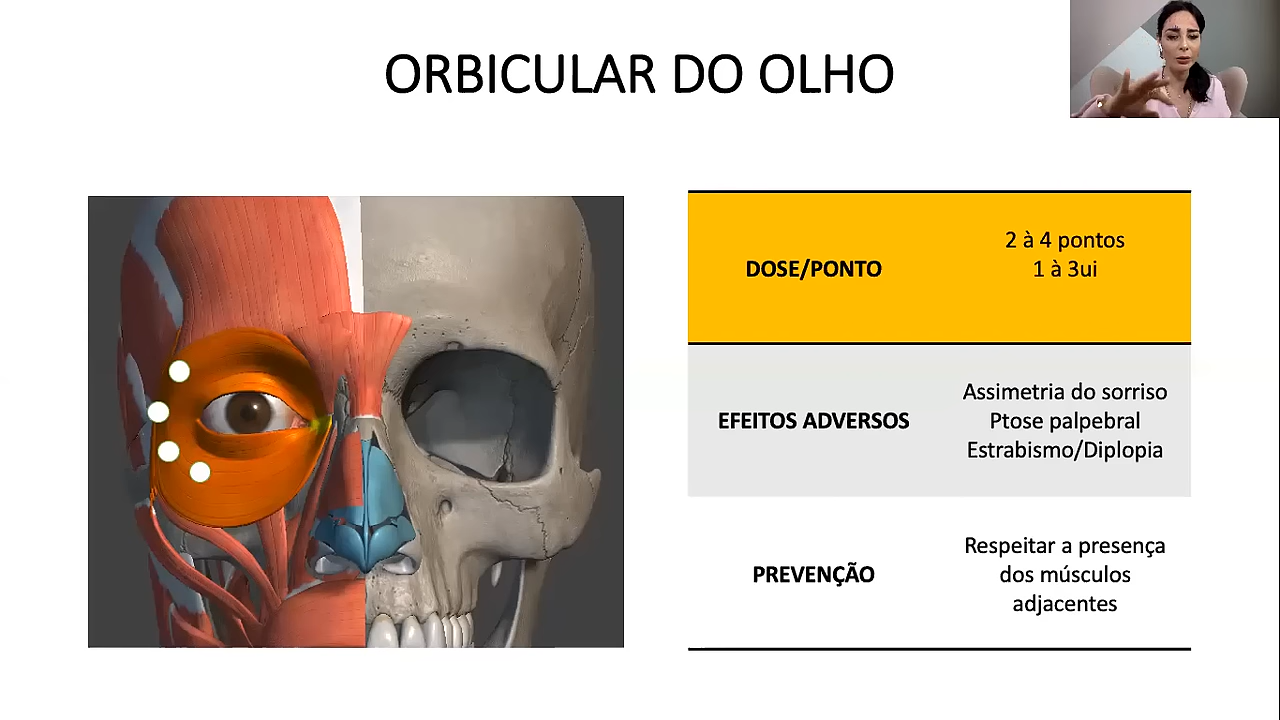 ORBICULAR DO OLHO
DOSE/PONTO
2 à 4 pontos
1 à 3ui
EFEITOS ADVERSOS
Assimetria do sorriso
Ptose palpebral
Estrabismo/Diplopia
PREVENÇÃO
Respeitar a presença
dos músculos
adjacentes